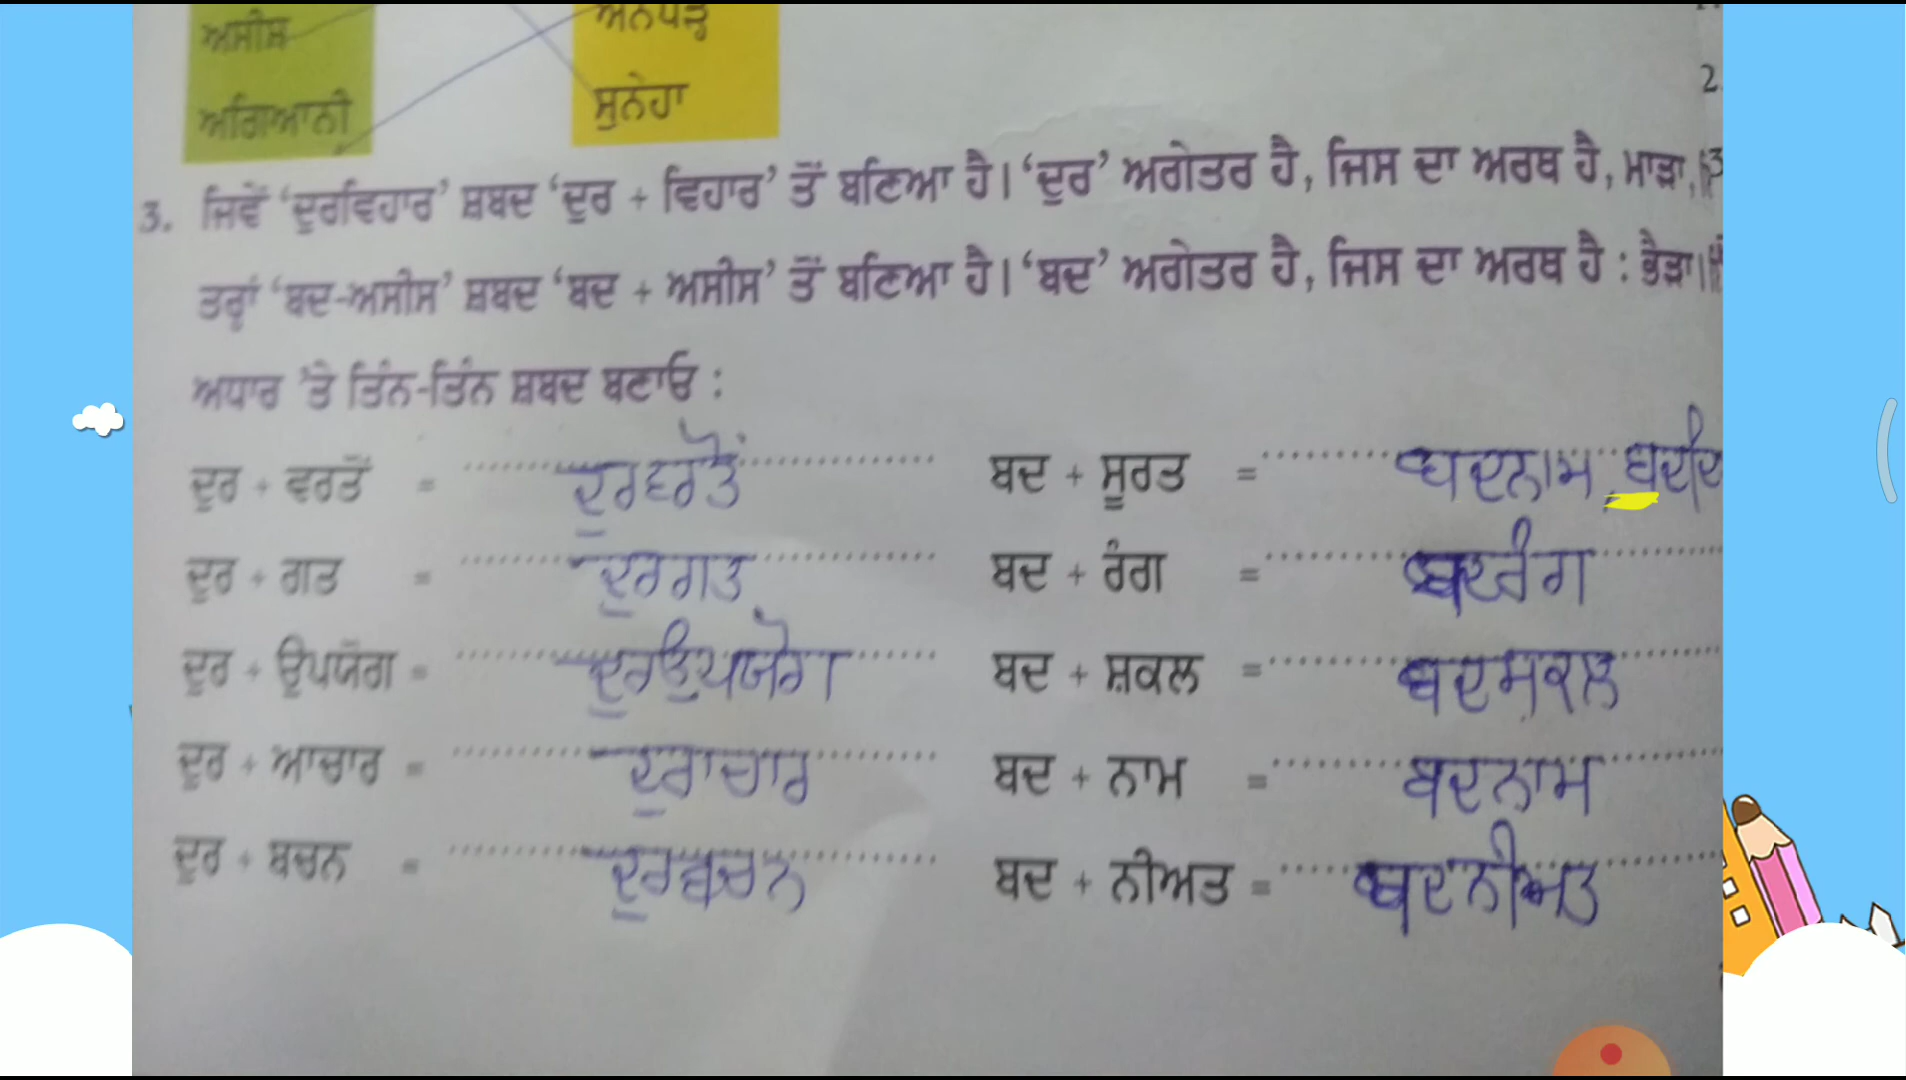 ਅਸੀਸ ਅਨਪੜ੍ਹ
ਅਗਿਆਨੀ ਸੁਨੇਹਾ
2
3. ਜਿਵੇਂ ‘ਦੁਰਵਿਹਾਰ’ ਸ਼ਬਦ ‘ਦੁਰ + ਵਿਹਾਰ’ ਤੋਂ ਬਣਿਆ ਹੈ। ‘ਦੁਰ’ ਅਗੇਤਰ ਹੈ, ਜਿਸ ਦਾ ਅਰਥ ਹੈ, ਮਾੜਾ,
ਤਰ੍ਹਾਂ ‘ਬਦ-ਅਸੀਸ’ ਸ਼ਬਦ ‘ਬਦ + ਅਸੀਸ’ ਤੋਂ ਬਣਿਆ ਹੈ। ‘ਬਦ’ ਅਗੇਤਰ ਹੈ, ਜਿਸ ਦਾ ਅਰਥ ਹੈ : ਭੈੜਾ।
ਅਧਾਰ ’ਤੇ ਤਿੰਨ-ਤਿੰਨ ਸ਼ਬਦ ਬਣਾਓ :
ਦੁਰ + ਵਰਤੋਂ = ਦੁਰਵਰਤੋਂ ਬਦ + ਸੂਰਤ = ਬਦਨਾਮ,
ਦੁਰ + ਗਤ = ਦੁਰਗਤ ਬਦ + ਰੰਗ = ਬਦਰੰਗ
ਦੁਰ + ਉਪਯੋਗ = ਦੁਰਉਪਯੋਗ ਬਦ + ਸ਼ਕਲ = ਬਦਸ਼ਕਲ
ਦੁਰ + ਆਚਾਰ = ਦੁਰਾਚਾਰ ਬਦ + ਨਾਮ = ਬਦਨਾਮ
ਦੁਰ + ਬਚਨ = ਦੁਰਬਚਨ ਬਦ + ਨੀਅਤ = ਬਦਨੀਅਤ